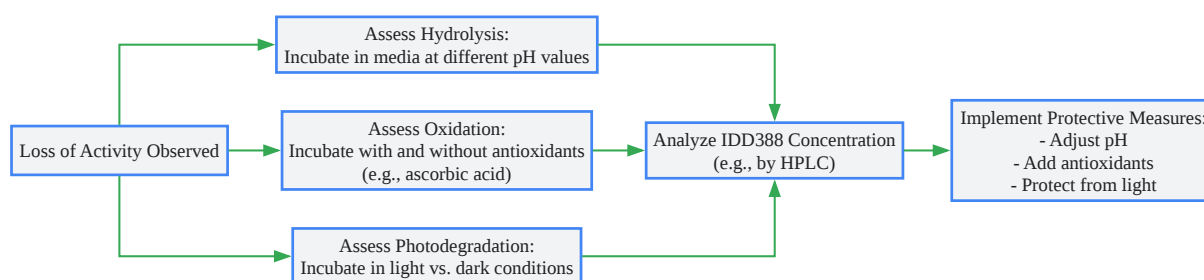 Loss of Activity Observed
Assess Hydrolysis:
Incubate in media at different pH values
Assess Oxidation:
Incubate with and without antioxidants
(e.g., ascorbic acid)
Assess Photodegradation:
Incubate in light vs. dark conditions
Analyze IDD388 Concentration
(e.g., by HPLC)
Implement Protective Measures:
- Adjust pH
- Add antioxidants
- Protect from light